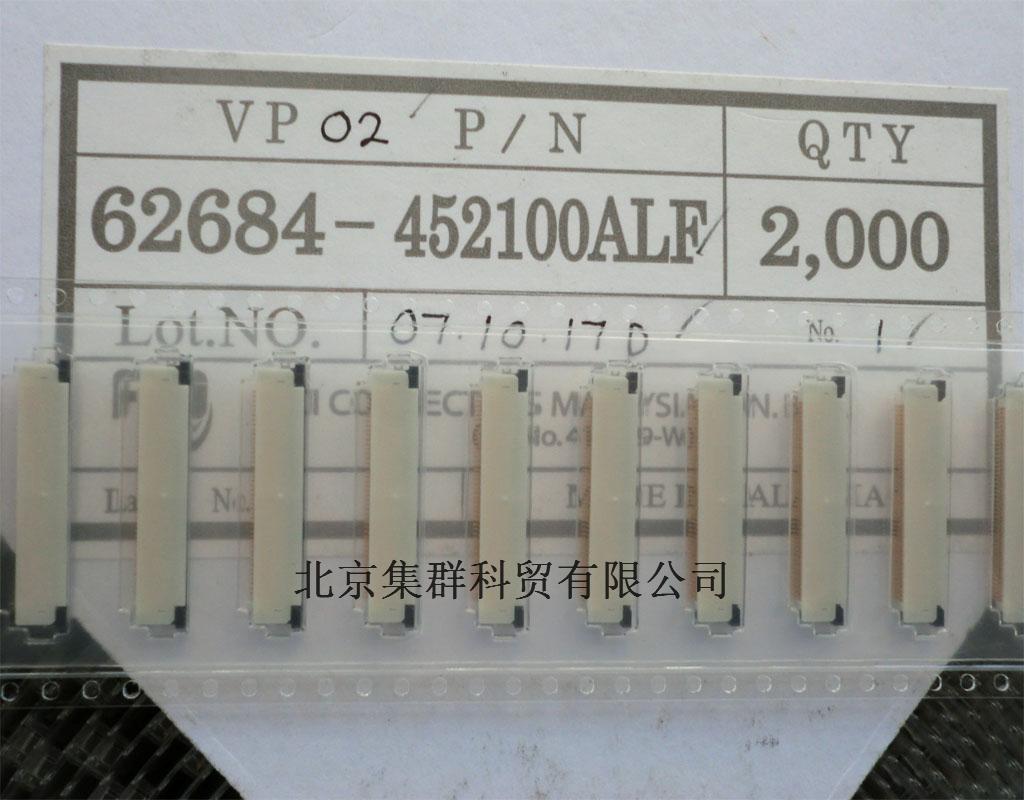 VP 02 P/N QTY
62684-452100ALF 2,000
Lot.NO. 07.10.17D No. 1
北京集群科贸有限公司